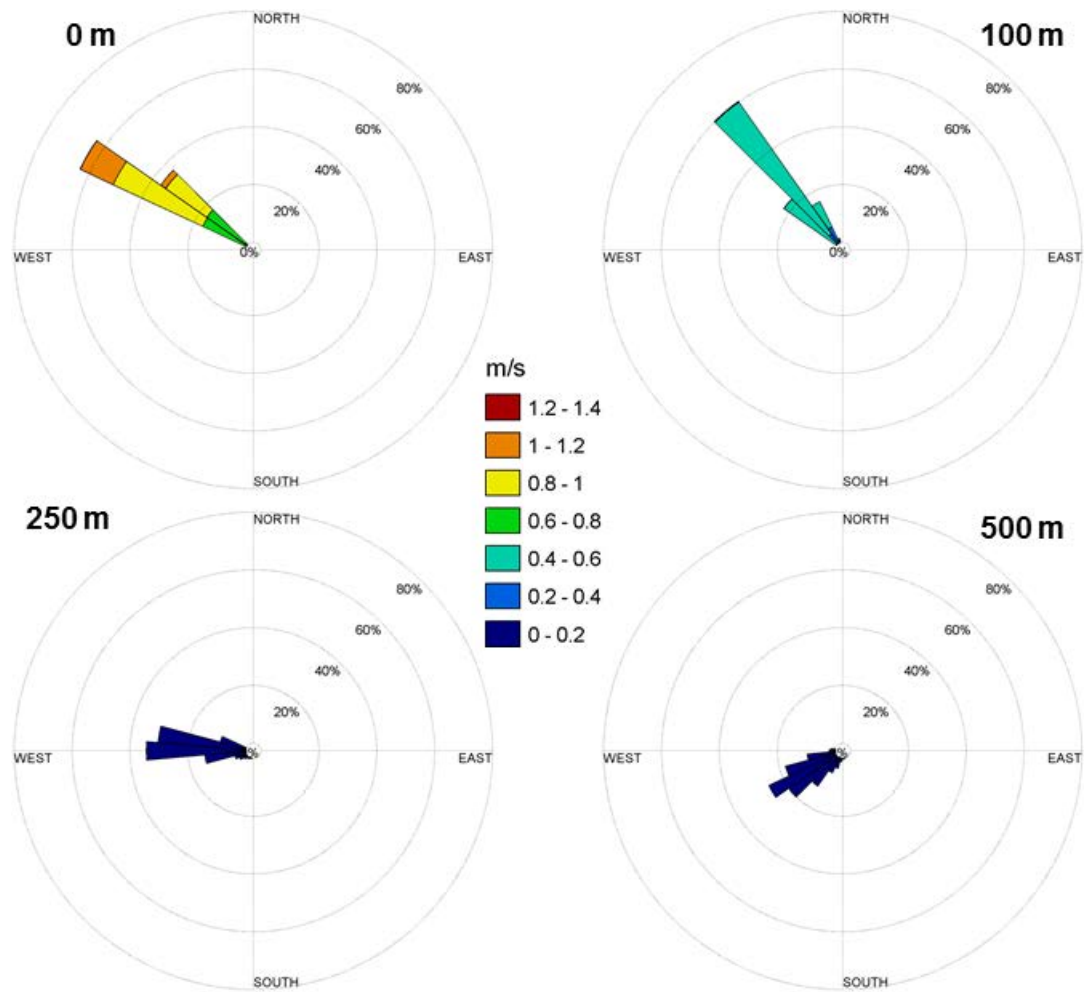 0 m
NORTH
80%
60%
40%
20%
0%
WEST
EAST
SOUTH
100 m
NORTH
80%
60%
40%
20%
0%
WEST
EAST
SOUTH
m/s
1.2 - 1.4
1 - 1.2
0.8 - 1
0.6 - 0.8
0.4 - 0.6
0.2 - 0.4
0 - 0.2
250 m
NORTH
80%
60%
40%
20%
WEST
EAST
SOUTH
500 m
NORTH
80%
60%
40%
20%
WEST
EAST
SOUTH